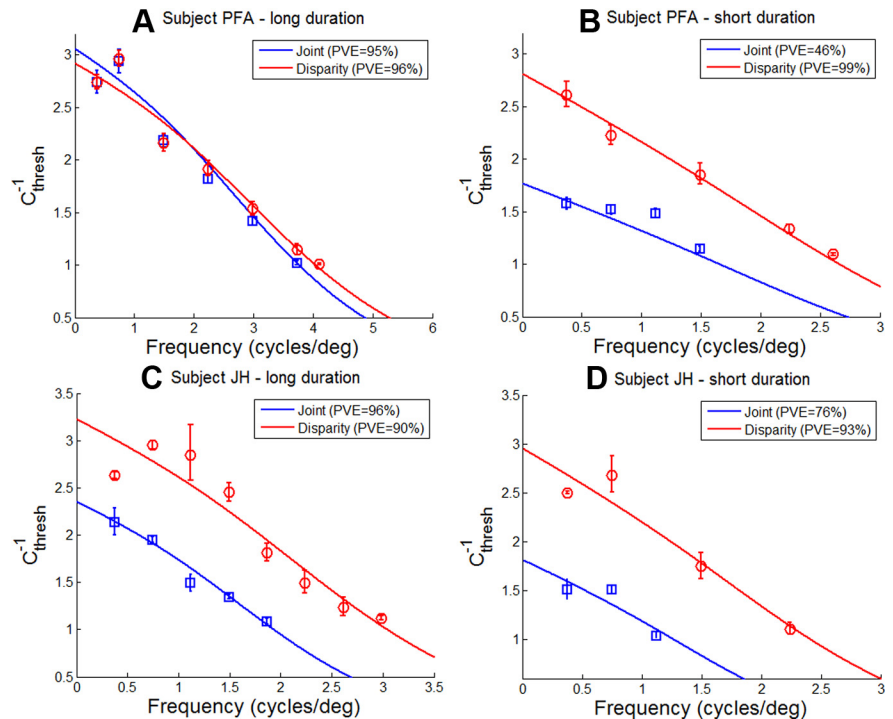 A
Subject PFA - long duration
Joint (PVE=95%)
Disparity (PVE=96%)
3
2.5
2
1.5
1
0.5
0 1 2 3 4 5 6
C⁻¹thresh
Frequency (cycles/deg)
B
Subject PFA - short duration
Joint (PVE=46%)
Disparity (PVE=99%)
3
2.5
2
1.5
1
0.5
0 0.5 1 1.5 2 2.5 3
C⁻¹thresh
Frequency (cycles/deg)
C
Subject JH - long duration
Joint (PVE=96%)
Disparity (PVE=90%)
3.5
3
2.5
2
1.5
1
0.5
0 0.5 1 1.5 2 2.5 3 3.5
C⁻¹thresh
Frequency (cycles/deg)
D
Subject JH - short duration
Joint (PVE=76%)
Disparity (PVE=93%)
3.5
3
2.5
2
1.5
1
0 0.5 1 1.5 2 2.5 3
C⁻¹thresh
Frequency (cycles/deg)